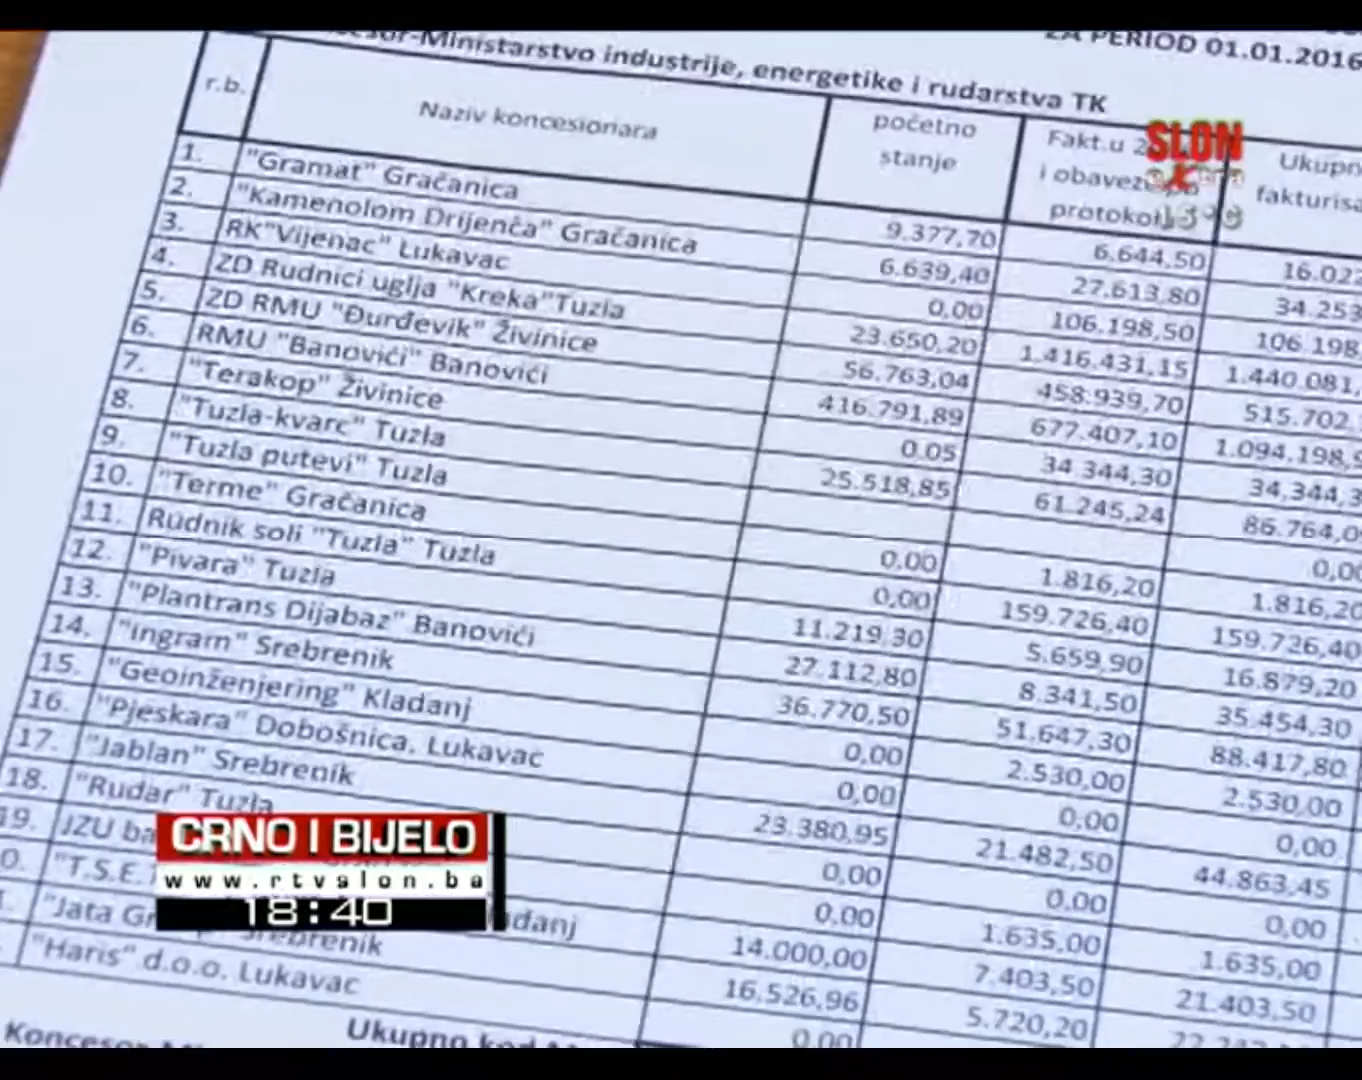 ZA PERIOD 01.01.2016
Ministarstvo industrije, energetike i rudarstva TK
r.b. Naziv koncesionara početno stanje Fakt.u i obavez protokol Ukupn fakturisa
SLON
extra
1. "Gramat" Gračanica 9.377,70 6.644,50 16.022
2. "Kamenolom Drijenča" Gračanica 6.639,40 27.613,80 34.253
3. RK"Vijenac" Lukavac 0,00 106.198,50 106.198
4. ZD Rudnici uglja "Kreka"Tuzla 23.650,20 1.416.431,15 1.440.081,
5. ZD RMU "Đurđevik" Živinice 56.763,04 458.939,70 515.702,
6. RMU "Banovići" Banovići 416.791,89 677.407,10 1.094.198,9
7. "Terakop" Živinice 0.05 34.344,30 34,344,3
8. "Tuzla-kvarc" Tuzla 25.518,85 61.245,24 86.764,0
9. "Tuzla putevi" Tuzla 0,00
10. "Terme" Gračanica 0,00 1.816,20 1.816,20
11. Rudnik soli "Tuzla" Tuzla 0,00 159.726,40 159.726,40
12. "Pivara" Tuzla 11.219,30 5.659,90 16.879,20
13. "Plantrans Dijabaz" Banovići 27.112,80 8.341,50 35.454,30
14. "Ingram" Srebrenik 36.770,50 51.647,30 88.417,80
15. "Geoinženjering" Kladanj 0,00 2.530,00 2.530,00
16. "Pjeskara" Dobošnica, Lukavac 0,00 0,00 0,00
17. "Jablan" Srebrenik 23.380,95 21.482,50 44.863,45
18. "Rudar" Tuzla 0,00 0,00 0,00
19. JZU ba 0,00 1.635,00 1.635,00
0. "T.S.E. ladanj 14.000,00 7.403,50 21.403,50
"Jata Gr Srebrenik 16.526,96 5.720,20
"Haris" d.o.o. Lukavac 0,00
Ukupno kod
Koncesor
CRNO I BIJELO
www.rtvslon.ba
18:40